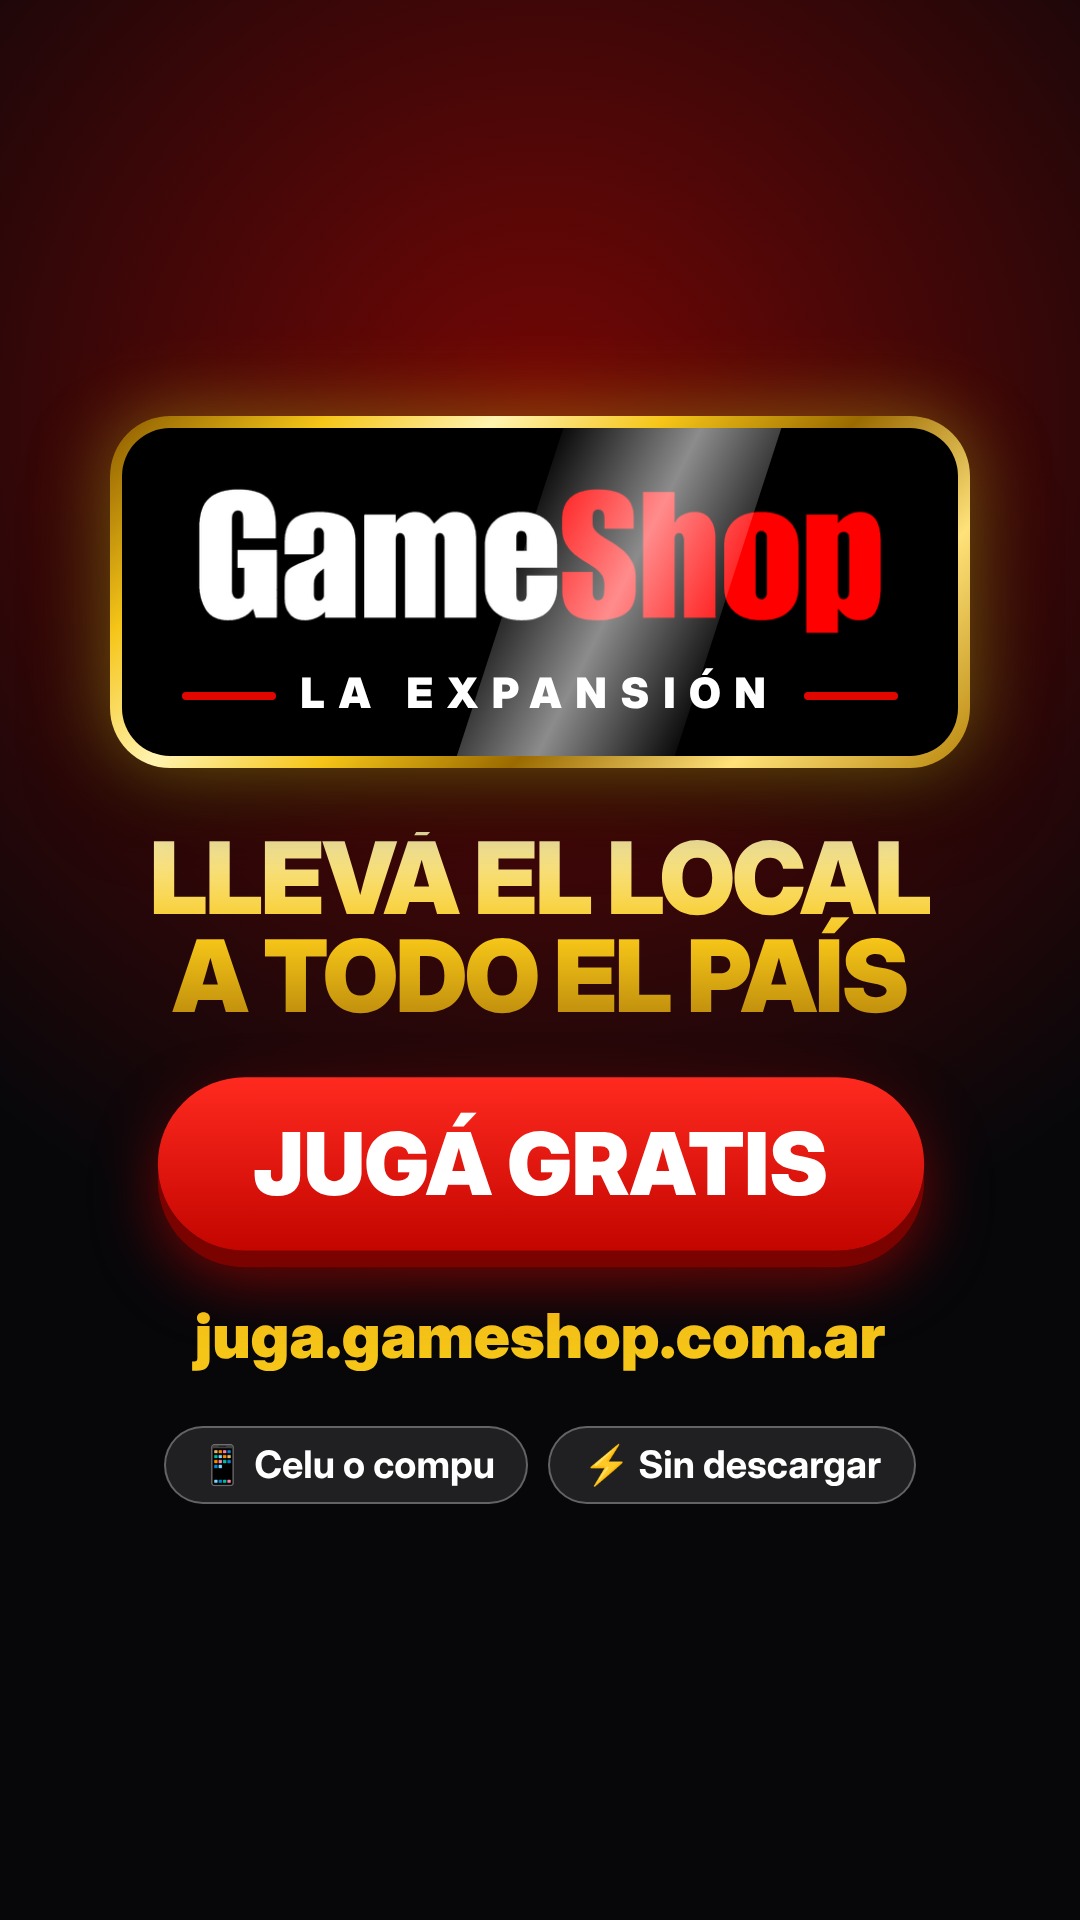 GameShop
LA EXPANSIÓN
LLEVÁ EL LOCAL
A TODO EL PAÍS
JUGÁ GRATIS
juga.gameshop.com.ar
📱 Celu o compu
⚡ Sin descargar